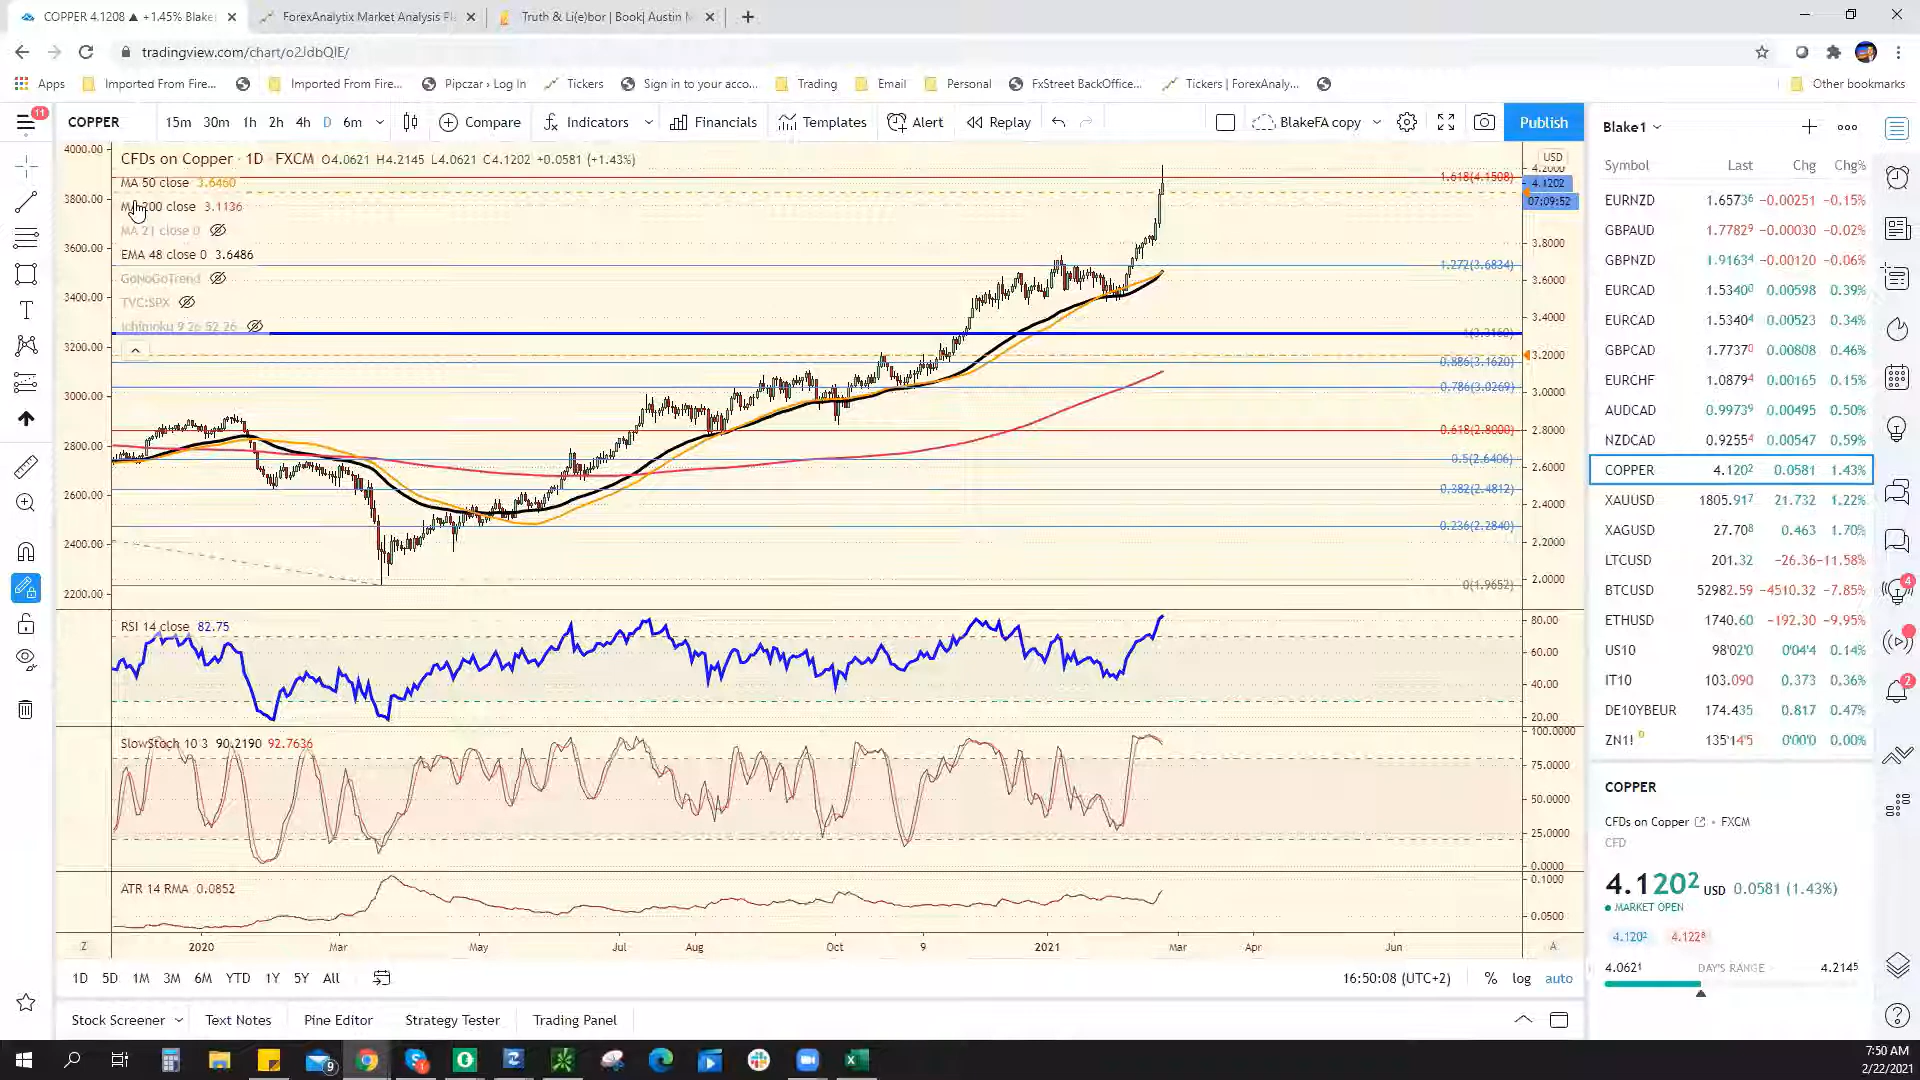 COPPER 4.1208 ▲ +1.45% Blake
ForexAnalytix Market Analysis Pl
Truth & Li(e)bor | Book| Austin
tradingview.com/chart/o2JdbQIE/
Apps
Imported From Fire...
Imported From Fire...
Pipczar › Log In
Tickers
Sign in to your acco...
Trading
Email
Personal
FxStreet BackOffice...
Tickers | ForexAnaly...
Other bookmarks
11
COPPER
15m 30m 1h 2h 4h D 6m
Compare
Indicators
Financials
Templates
Alert
Replay
BlakeFA copy
Publish
CFDs on Copper · 1D · FXCM O4.0621 H4.2145 L4.0621 C4.1202 +0.0581 (+1.43%)
MA 50 close 3.6460
MA 200 close 3.1136
MA 21 close 0
EMA 48 close 0 3.6486
GoNoGoTrend
TVC:SPX
Ichimoku 9 26 52 26
4000.00
3800.00
3600.00
3400.00
3200.00
3000.00
2800.00
2600.00
2400.00
2200.00
1.618(4.1508)
1.272(3.6834)
1(3.3160)
0.886(3.1620)
0.786(3.0269)
0.618(2.8000)
0.5(2.6406)
0.382(2.4812)
0.236(2.2840)
0(1.9652)
USD
4.2000
4.1202
07:09:52
3.8000
3.6000
3.4000
3.2000
3.0000
2.8000
2.6000
2.4000
2.2000
2.0000
RSI 14 close 82.75
80.00
60.00
40.00
20.00
SlowStoch 10 3 90.2190 92.7636
100.0000
75.0000
50.0000
25.0000
0.0000
ATR 14 RMA 0.0852
0.1000
0.0500
Z 2020 Mar May Jul Aug Oct 9 2021 Mar Apr Jun A
1D 5D 1M 3M 6M YTD 1Y 5Y All
16:50:08 (UTC+2) % log auto
Stock Screener
Text Notes
Pine Editor
Strategy Tester
Trading Panel
Blake1
Symbol Last Chg Chg%
EURNZD 1.65736 −0.00251 −0.15%
GBPAUD 1.77829 −0.00030 −0.02%
GBPNZD 1.91634 −0.00120 −0.06%
EURCAD 1.53400 0.00598 0.39%
EURCAD 1.53404 0.00523 0.34%
GBPCAD 1.77370 0.00808 0.46%
EURCHF 1.08794 0.00165 0.15%
AUDCAD 0.99739 0.00495 0.50%
NZDCAD 0.92554 0.00547 0.59%
COPPER 4.1202 0.0581 1.43%
XAUUSD 1805.917 21.732 1.22%
XAGUSD 27.708 0.463 1.70%
LTCUSD 201.32 −26.36 −11.58%
BTCUSD 52982.59 −4510.32 −7.85%
ETHUSD 1740.60 −192.30 −9.95%
US10 98'02'0 0'04'4 0.14%
IT10 103.090 0.373 0.36%
DE10YBEUR 174.435 0.817 0.47%
ZN1! D 135'14'5 0'00'0 0.00%
COPPER
CFDs on Copper • FXCM
CFD
4.1202 USD 0.0581 (1.43%)
MARKET OPEN
4.1202 4.1228
4.0621 DAY'S RANGE 4.2145
4
2
9
7:50 AM
2/22/2021